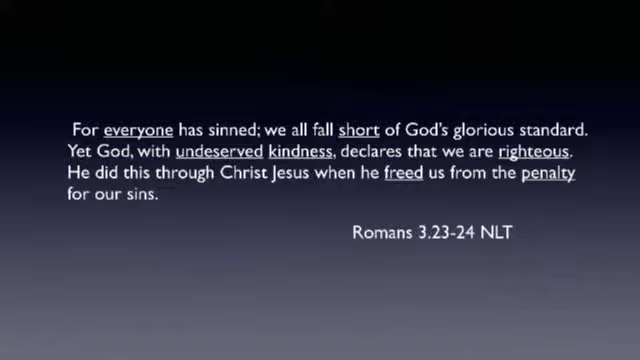 For everyone has sinned; we all fall short of God's glorious standard.
Yet God, with undeserved kindness, declares that we are righteous.
He did this through Christ Jesus when he freed us from the penalty
for our sins.
Romans 3.23-24 NLT